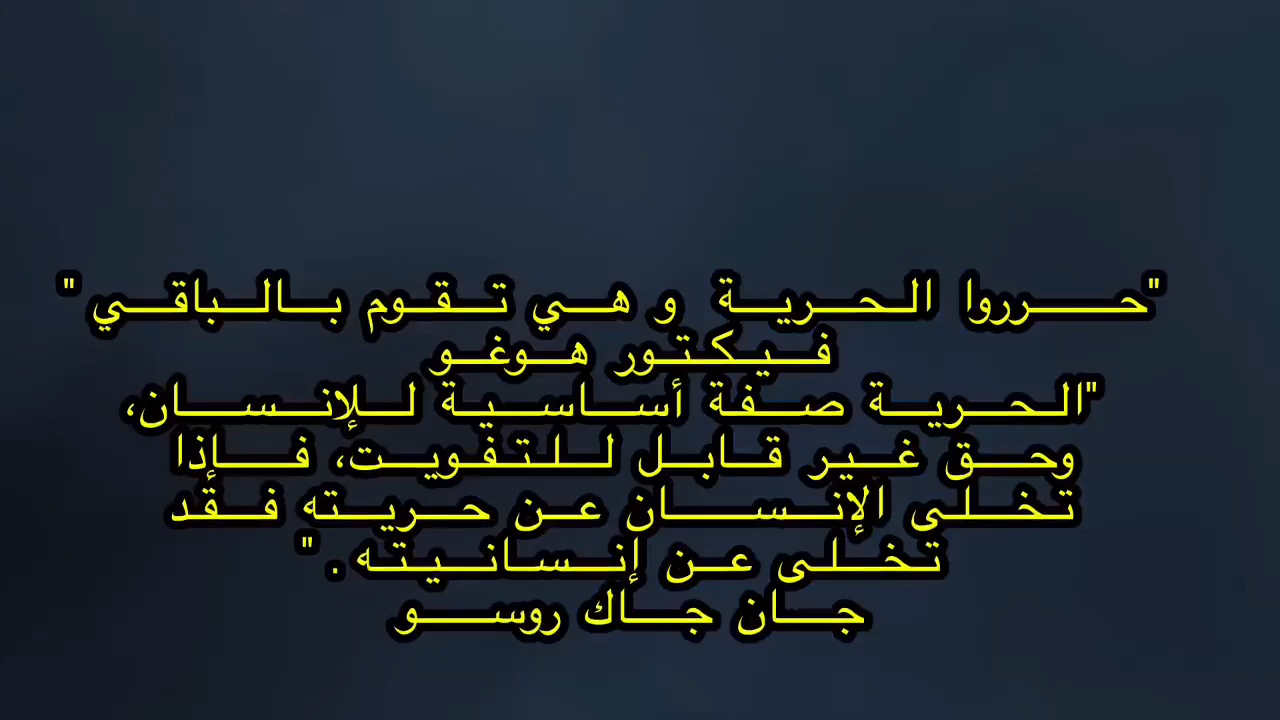 "حرروا الحرية و هي تقوم بالباقي "
فيكتور هوغو
"الحرية صفة أساسية للإنسان،
وحق غير قابل للتفويت، فإذا
تخلى الإنسان عن حريته فقد
تخلى عن إنسانيته . "
جان جاك روسو